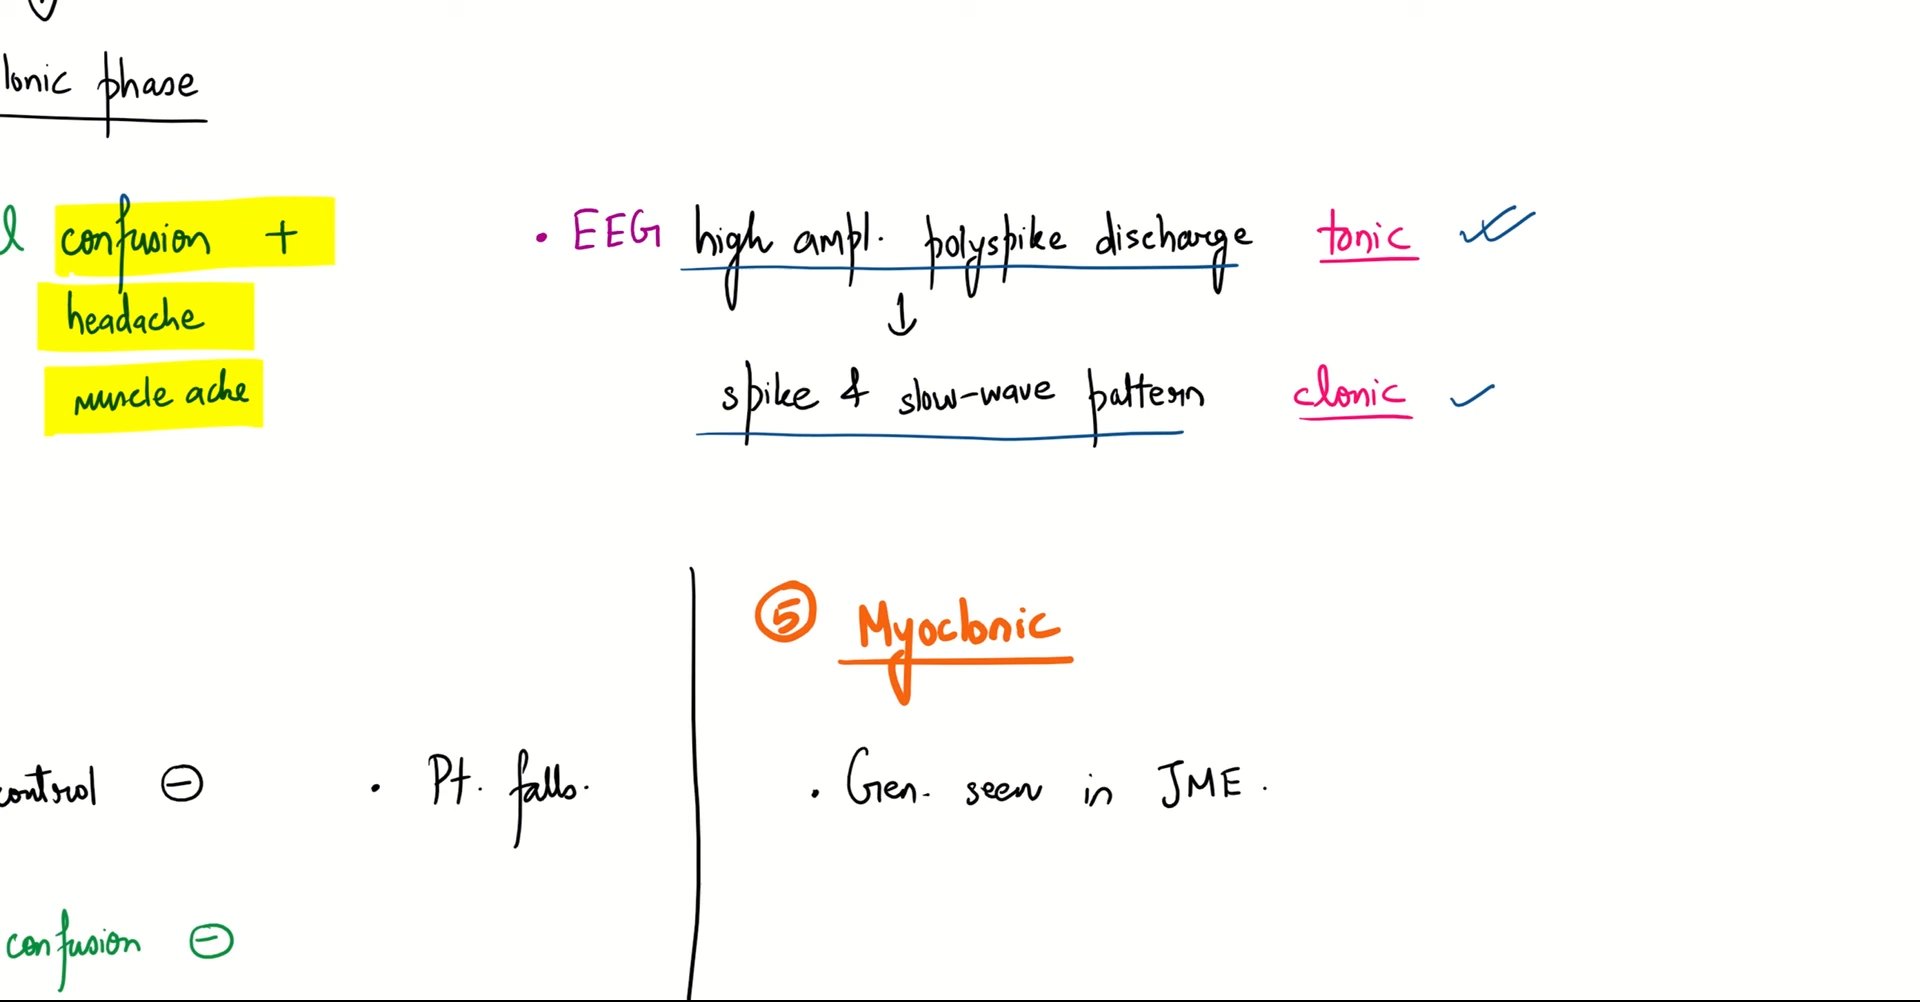 lonic phase
l confusion +
headache
muscle ache
• EEG high ampl. polyspike discharge tonic
↓
spike & slow-wave pattern clonic
⑤ Myoclonic
control ⊖
• Pt. falls.
• Gen. seen in JME.
confusion ⊖